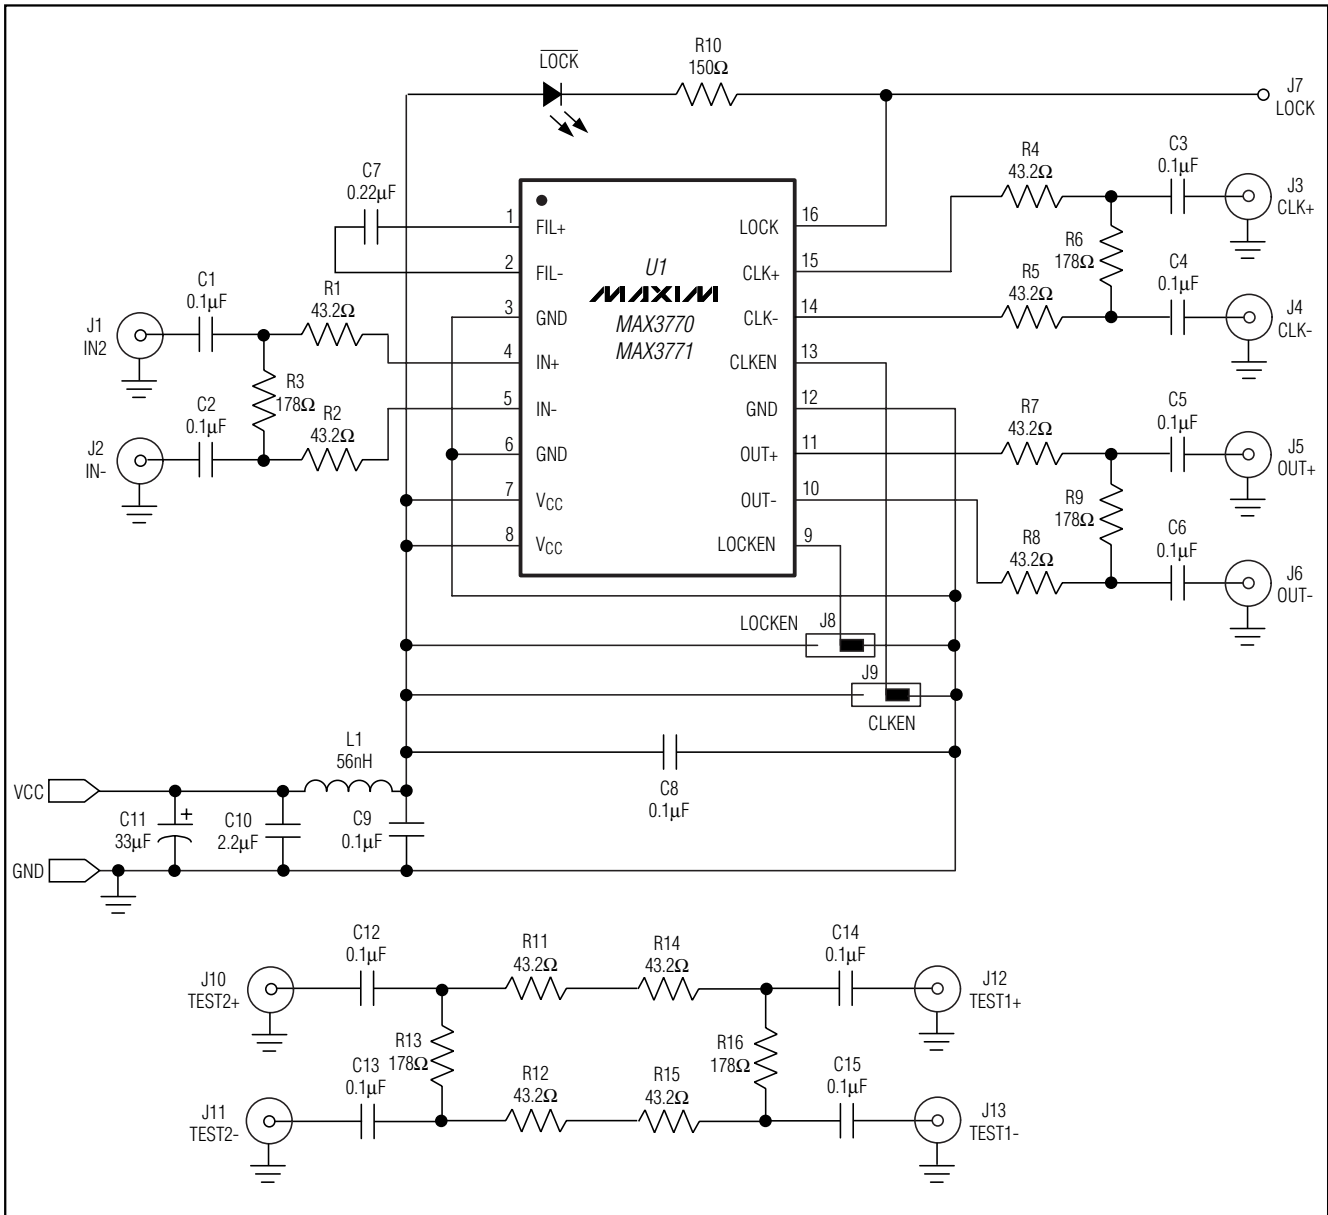 LOCK
R10
150Ω
J7
LOCK
C7
0.22µF
R4
43.2Ω
C3
0.1µF
J3
CLK+
R6
178Ω
R5
43.2Ω
C4
0.1µF
J4
CLK-
C1
0.1µF
R1
43.2Ω
J1
IN2
R3
178Ω
C2
0.1µF
R2
43.2Ω
J2
IN-
1
FIL+
2
FIL-
3
GND
4
IN+
5
IN-
6
GND
7
VCC
8
VCC
U1
MAXIM
MAX3770
MAX3771
LOCK
16
CLK+
15
CLK-
14
CLKEN
13
GND
12
OUT+
11
OUT-
10
LOCKEN
9
R7
43.2Ω
C5
0.1µF
J5
OUT+
R9
178Ω
R8
43.2Ω
C6
0.1µF
J6
OUT-
LOCKEN
J8
J9
CLKEN
L1
56nH
C8
0.1µF
VCC
C11
33µF
+
C10
2.2µF
C9
0.1µF
GND
C12
0.1µF
R11
43.2Ω
R14
43.2Ω
C14
0.1µF
J10
TEST2+
J12
TEST1+
R13
178Ω
R16
178Ω
C13
0.1µF
R12
43.2Ω
R15
43.2Ω
C15
0.1µF
J11
TEST2-
J13
TEST1-